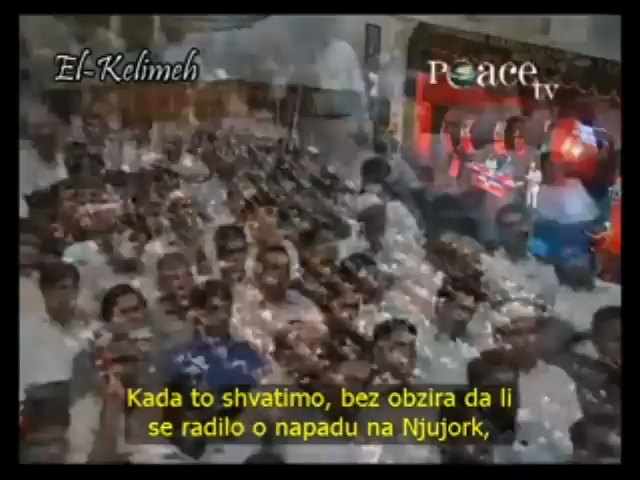 El-Kelimeh
Peace tv
Kada to shvatimo, bez obzira da li
se radilo o napadu na Njujork,